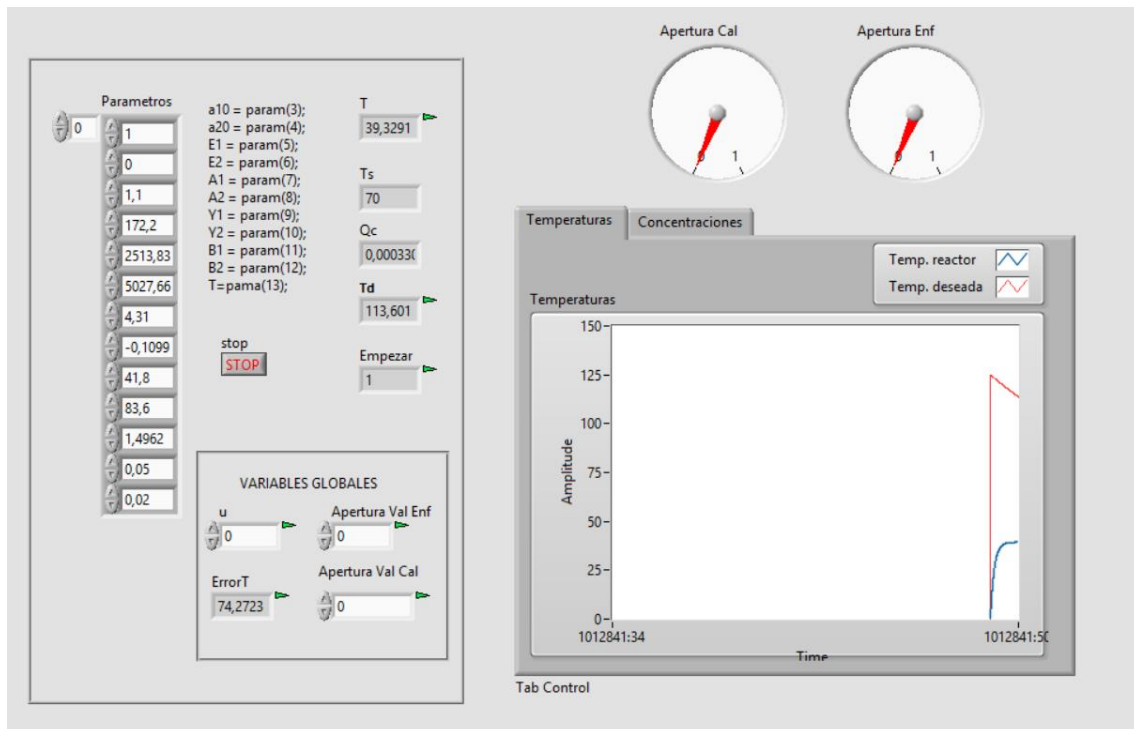 Apertura Cal
Apertura Enf
0 1
0 1
Parametros
0
1
0
1,1
172,2
2513,83
5027,66
4,31
-0,1099
41,8
83,6
1,4962
0,05
0,02
a10 = param(3);
a20 = param(4);
E1 = param(5);
E2 = param(6);
A1 = param(7);
A2 = param(8);
Y1 = param(9);
Y2 = param(10);
B1 = param(11);
B2 = param(12);
T=pama(13);
stop
STOP
T
39,3291
Ts
70
Qc
0,00033(
Td
113,601
Empezar
1
VARIABLES GLOBALES
u
0
Apertura Val Enf
0
ErrorT
74,2723
Apertura Val Cal
0
Temperaturas
Concentraciones
Temp. reactor
Temp. deseada
Temperaturas
150
125
100
75
50
25
0
Amplitude
1012841:34
1012841:50
Time
Tab Control